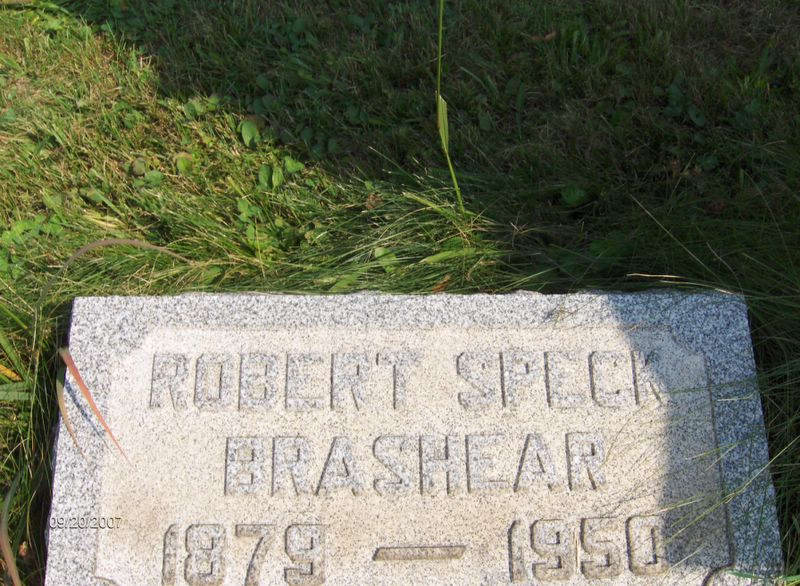 ROBERT SPECK
BRASHEAR
1879 – 1950
09/20/2007